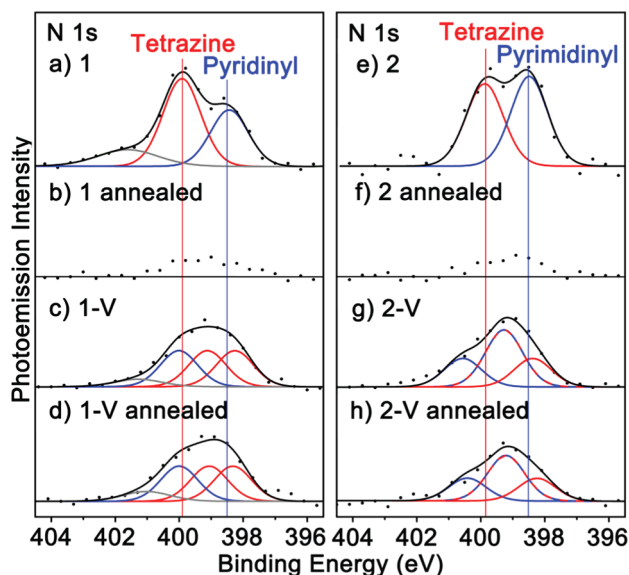 N 1s
Tetrazine
a) 1
Pyridinyl
b) 1 annealed
c) 1-V
d) 1-V annealed
404 402 400 398 396
N 1s
Tetrazine
e) 2
Pyrimidinyl
f) 2 annealed
g) 2-V
h) 2-V annealed
404 402 400 398 396
Photoemission Intensity
Binding Energy (eV)